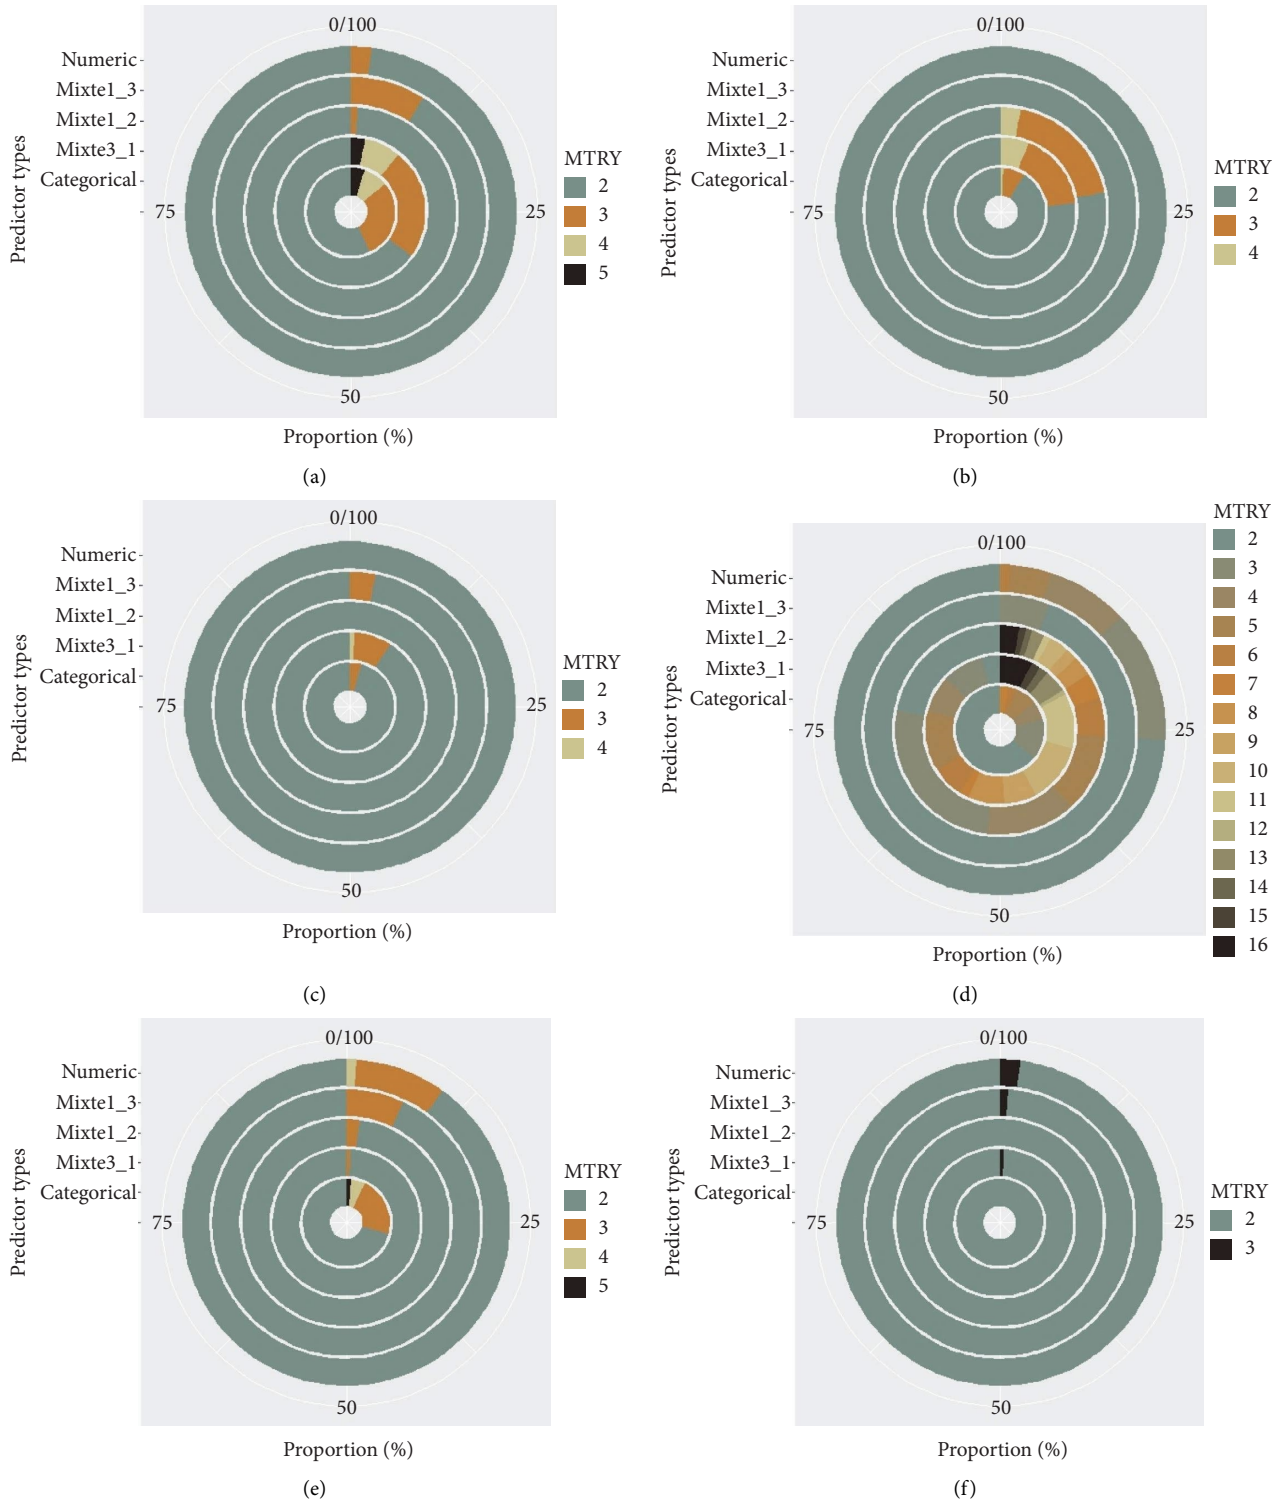 0/100
Numeric
Mixte1_3
Mixte1_2
Mixte3_1
Categorical
Predictor types
75
25
50
Proportion (%)
MTRY
2
3
4
5
(a)
0/100
Numeric
Mixte1_3
Mixte1_2
Mixte3_1
Categorical
Predictor types
75
25
50
Proportion (%)
MTRY
2
3
4
(b)
0/100
Numeric
Mixte1_3
Mixte1_2
Mixte3_1
Categorical
Predictor types
75
25
50
Proportion (%)
MTRY
2
3
4
(c)
0/100
Numeric
Mixte1_3
Mixte1_2
Mixte3_1
Categorical
Predictor types
75
25
50
Proportion (%)
MTRY
2
3
4
5
6
7
8
9
10
11
12
13
14
15
16
(d)
0/100
Numeric
Mixte1_3
Mixte1_2
Mixte3_1
Categorical
Predictor types
75
25
50
Proportion (%)
MTRY
2
3
4
5
(e)
0/100
Numeric
Mixte1_3
Mixte1_2
Mixte3_1
Categorical
Predictor types
75
25
50
Proportion (%)
MTRY
2
3
(f)